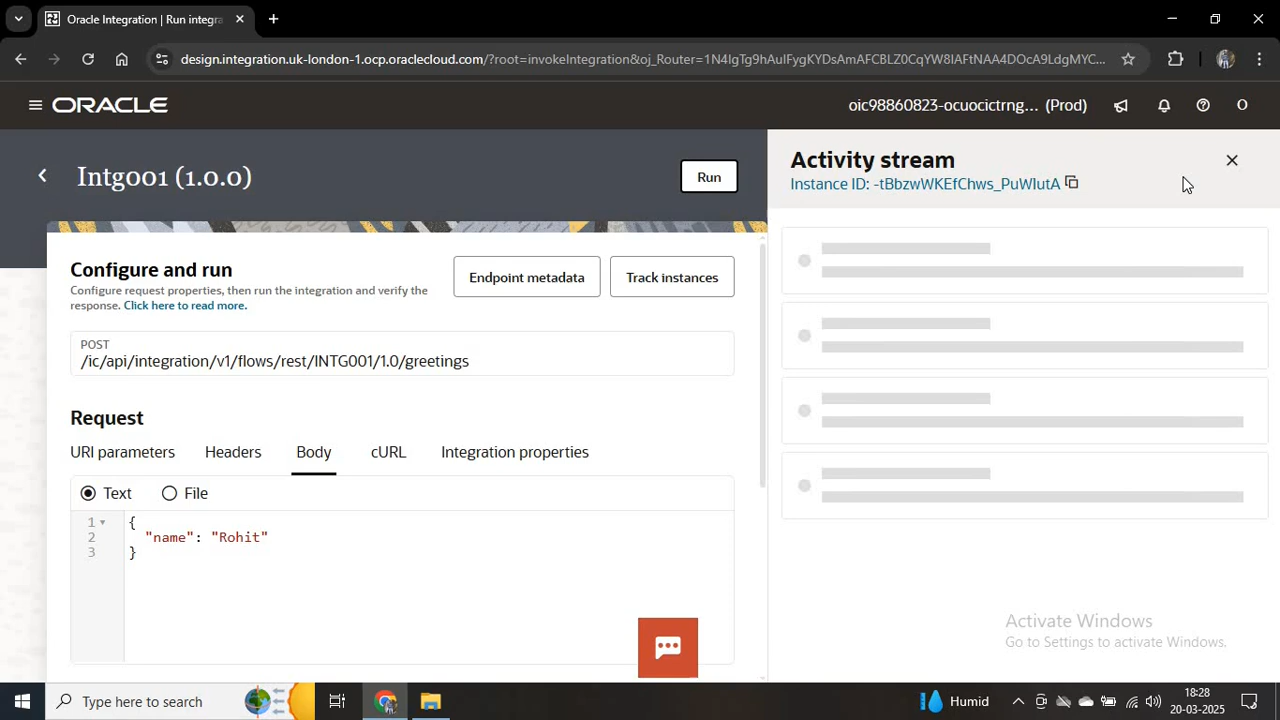 Oracle Integration | Run integra
design.integration.uk-london-1.ocp.oraclecloud.com/?root=invokeIntegration&oj_Router=1N4IgTg9hAuIFygKYDsAmAFCBLZ0CqYW8IAFtNAA4DOcA9LdgMYC...
ORACLE
oic98860823-ocuocictrng... (Prod)
O
Intg001 (1.0.0)
Run
Activity stream
Instance ID: -tBbzwWKEfChws_PuWIutA
Configure and run
Configure request properties, then run the integration and verify the
response. Click here to read more.
Endpoint metadata
Track instances
POST
/ic/api/integration/v1/flows/rest/INTG001/1.0/greetings
Request
URI parameters
Headers
Body
cURL
Integration properties
Text
File
1 {
2 "name": "Rohit"
3 }
Activate Windows
Go to Settings to activate Windows.
Type here to search
Humid
18:28
20-03-2025